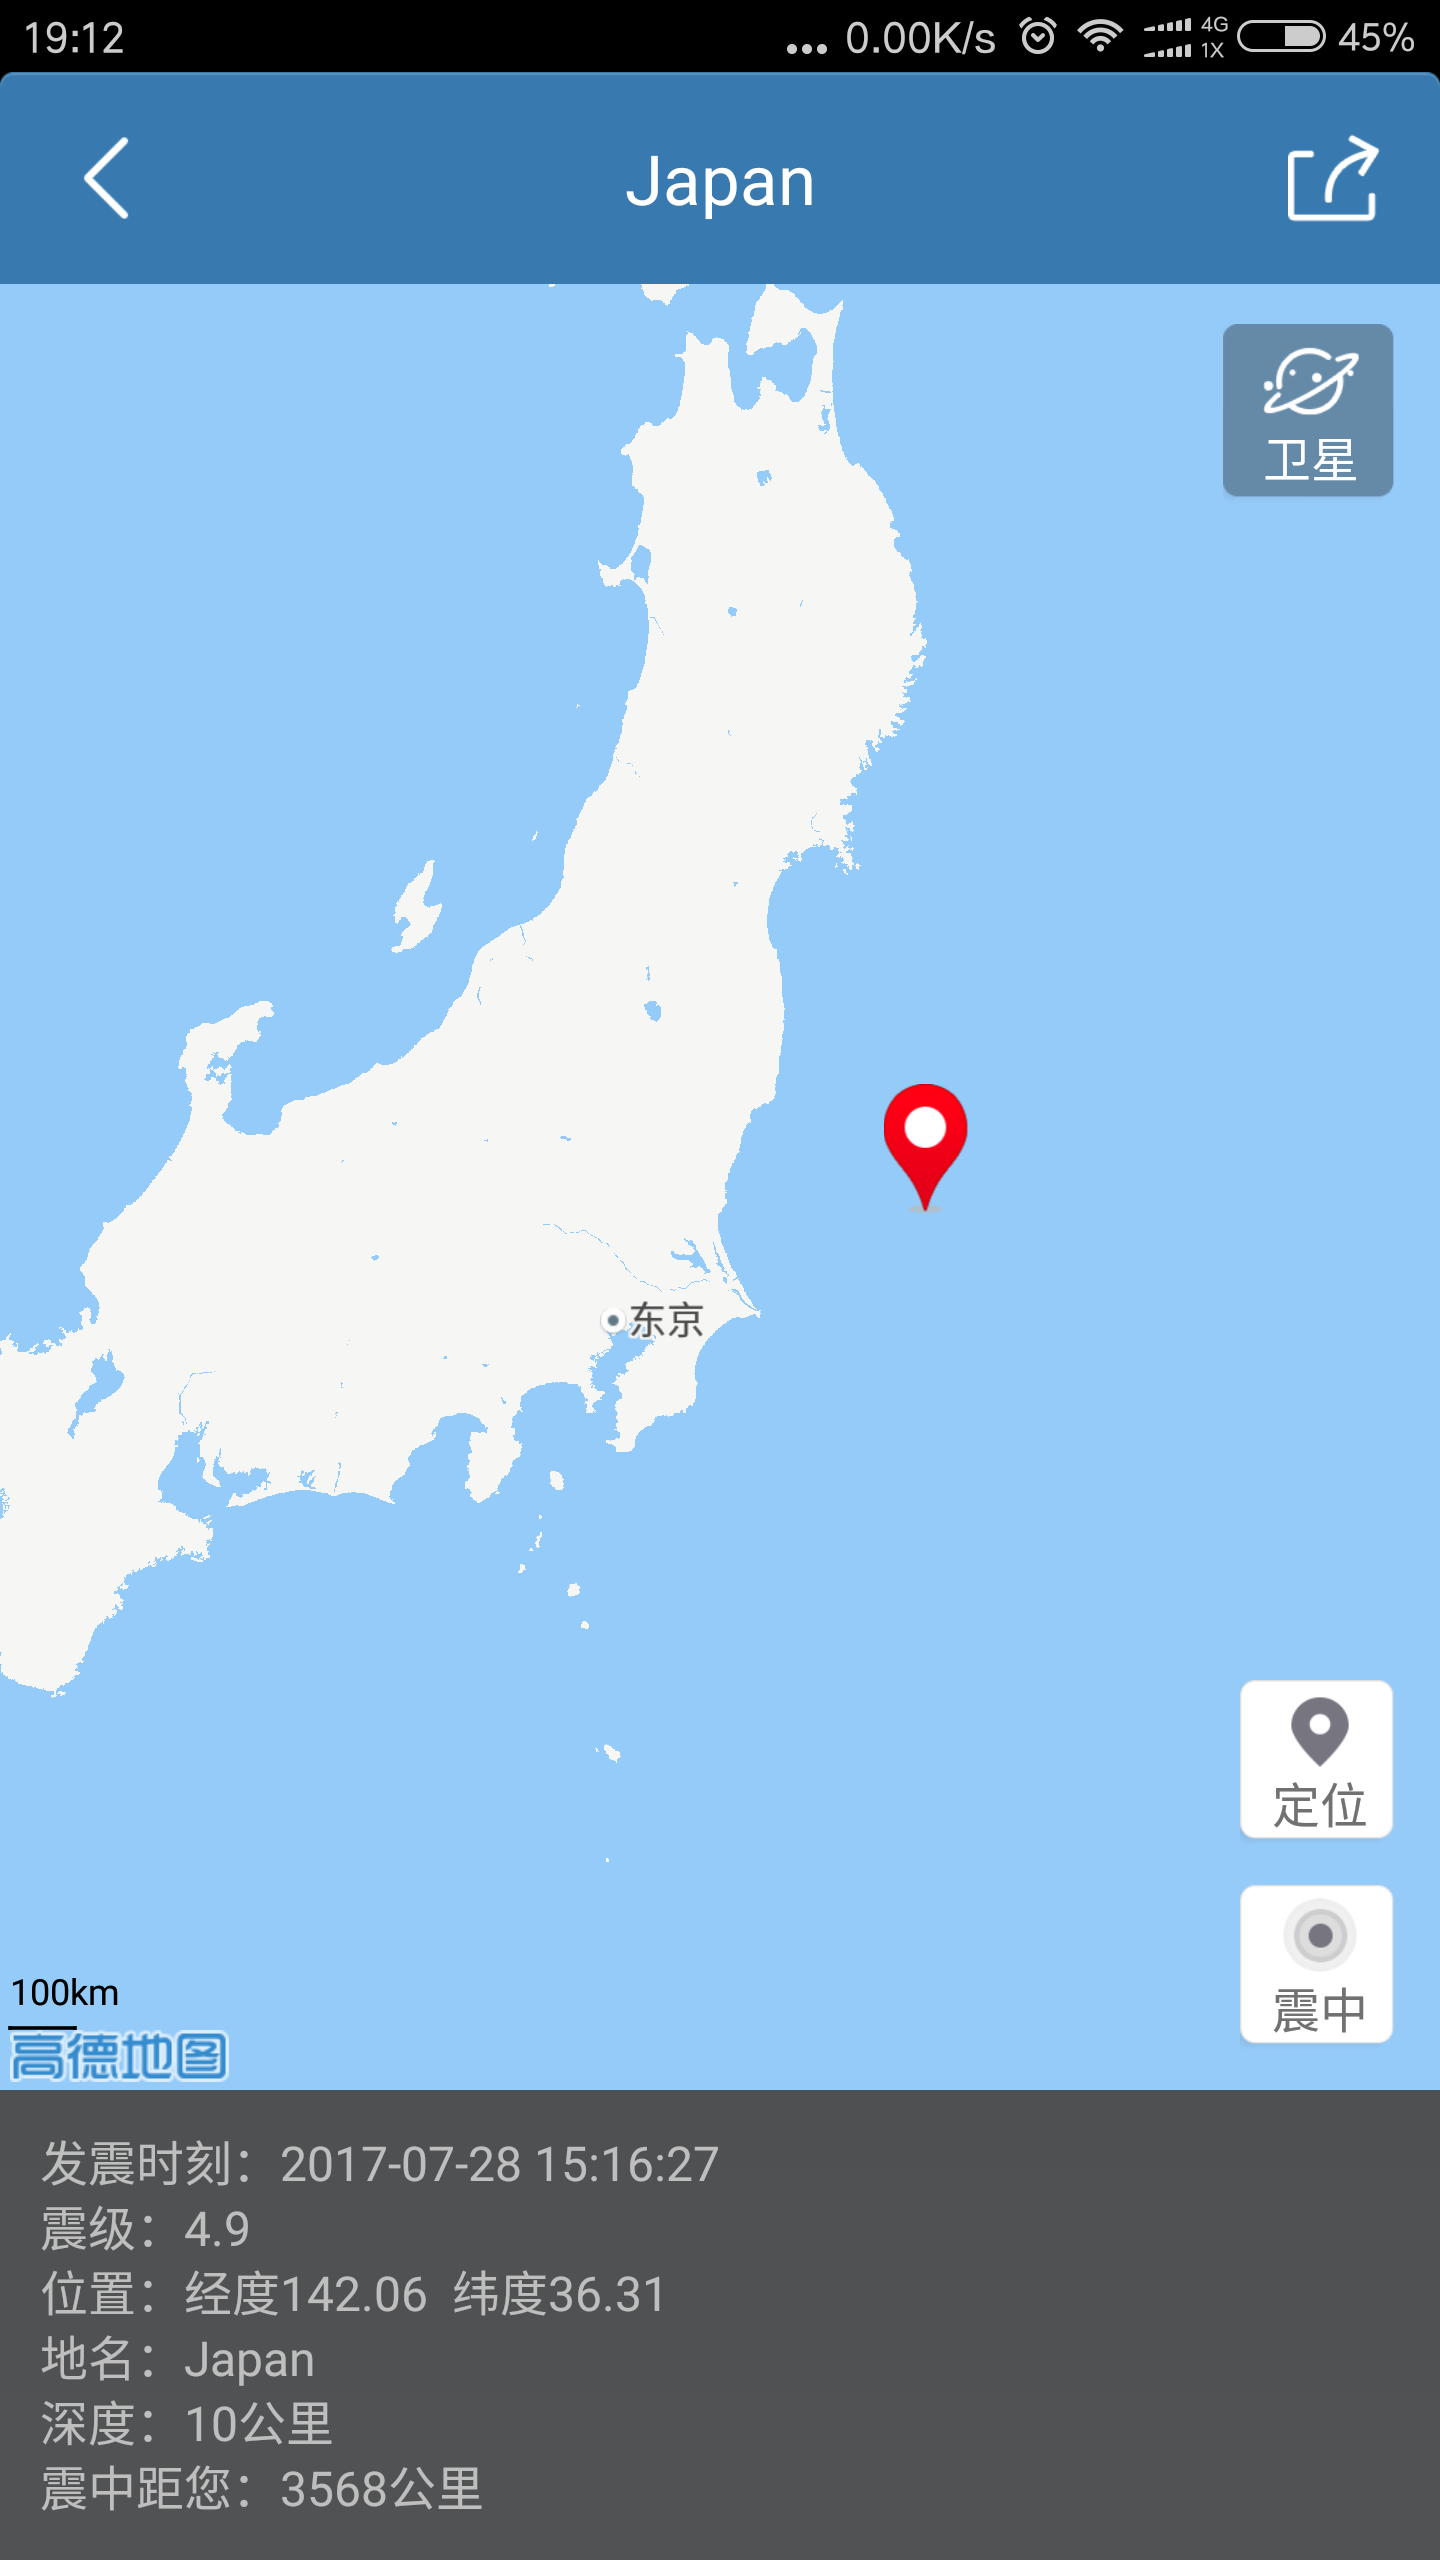 19:12
... 0.00K/s 4G 1X 45%
Japan
卫星
东京
定位
震中
100km
高德地图
发震时刻：2017-07-28 15:16:27
震级：4.9
位置：经度142.06 纬度36.31
地名：Japan
深度：10公里
震中距您：3568公里